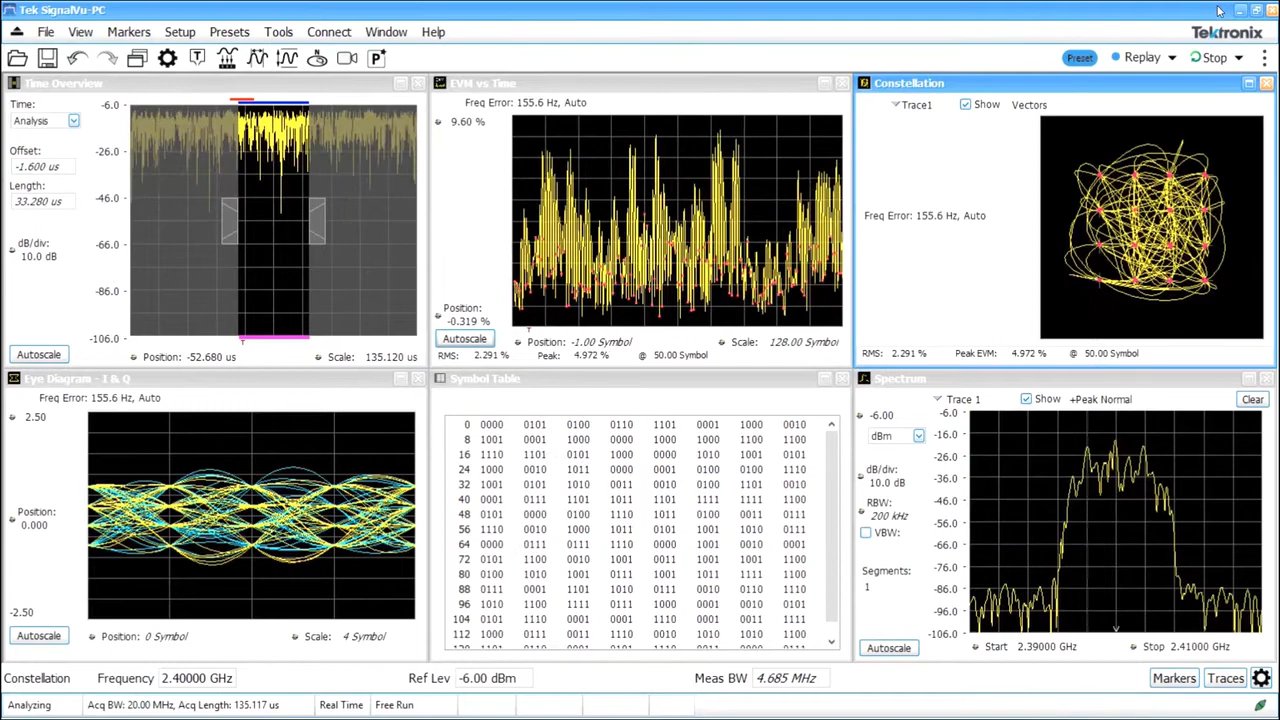 Tek SignalVu-PC
File View Markers Setup Presets Tools Connect Window Help
Tektronix
Preset Replay Stop
Time Overview
Time:
Analysis
Offset:
-1.600 us
Length:
33.280 us
dB/div:
10.0 dB
-6.0
-26.0
-46.0
-66.0
-86.0
-106.0
T
Autoscale
Position: -52.680 us
Scale: 135.120 us
EVM vs Time
Freq Error: 155.6 Hz, Auto
9.60 %
Position:
-0.319 %
Autoscale
T
Position: -1.00 Symbol
Scale: 128.00 Symbol
RMS: 2.291 % Peak: 4.972 % @ 50.00 Symbol
Constellation
Trace1 Show Vectors
Freq Error: 155.6 Hz, Auto
RMS: 2.291 % Peak EVM: 4.972 % @ 50.00 Symbol
Eye Diagram - I & Q
Freq Error: 155.6 Hz, Auto
2.50
Position:
0.000
-2.50
Autoscale
Position: 0 Symbol
Scale: 4 Symbol
Symbol Table
0 0000 0101 0100 0110 1101 0001 1000 0010
8 1001 0001 1000 0000 1000 1000 1100 1100
16 1110 1101 0101 1000 0000 1010 1001 0101
24 1000 0010 1011 0000 0001 0100 0100 1110
32 1001 0101 1010 0011 0010 0100 1101 0010
40 0001 0111 1101 1011 1101 1111 1111 1000
48 0101 0000 0100 1101 0100 1000 0011 0111
56 1110 0010 1000 1011 0101 0011 0110 1001
64 0000 0111 1111 0110 1000 0000 0010 0001
72 0101 1100 0010 1001 0011 0000 0111 1100
80 0100 1010 1001 0111 1001 1011 1111 1100
88 0111 0001 1101 1010 1010 1111 0011 0000
96 1010 1100 1111 0111 1000 0001 0010 0101
104 0101 1110 0110 0001 0001 1110 0111 1000
112 1000 0011 0111 1110 0010 1010 1010 1100
Spectrum
Trace 1 Show +Peak Normal
Clear
-6.00
dBm
dB/div:
10.0 dB
RBW:
200 kHz
VBW:
Segments:
1
-6.0
-16.0
-26.0
-36.0
-46.0
-56.0
-66.0
-76.0
-86.0
-96.0
-106.0
Autoscale
Start 2.39000 GHz
Stop 2.41000 GHz
Constellation Frequency 2.40000 GHz Ref Lev -6.00 dBm Meas BW 4.685 MHz Markers Traces
Analyzing Acq BW: 20.00 MHz, Acq Length: 135.117 us Real Time Free Run